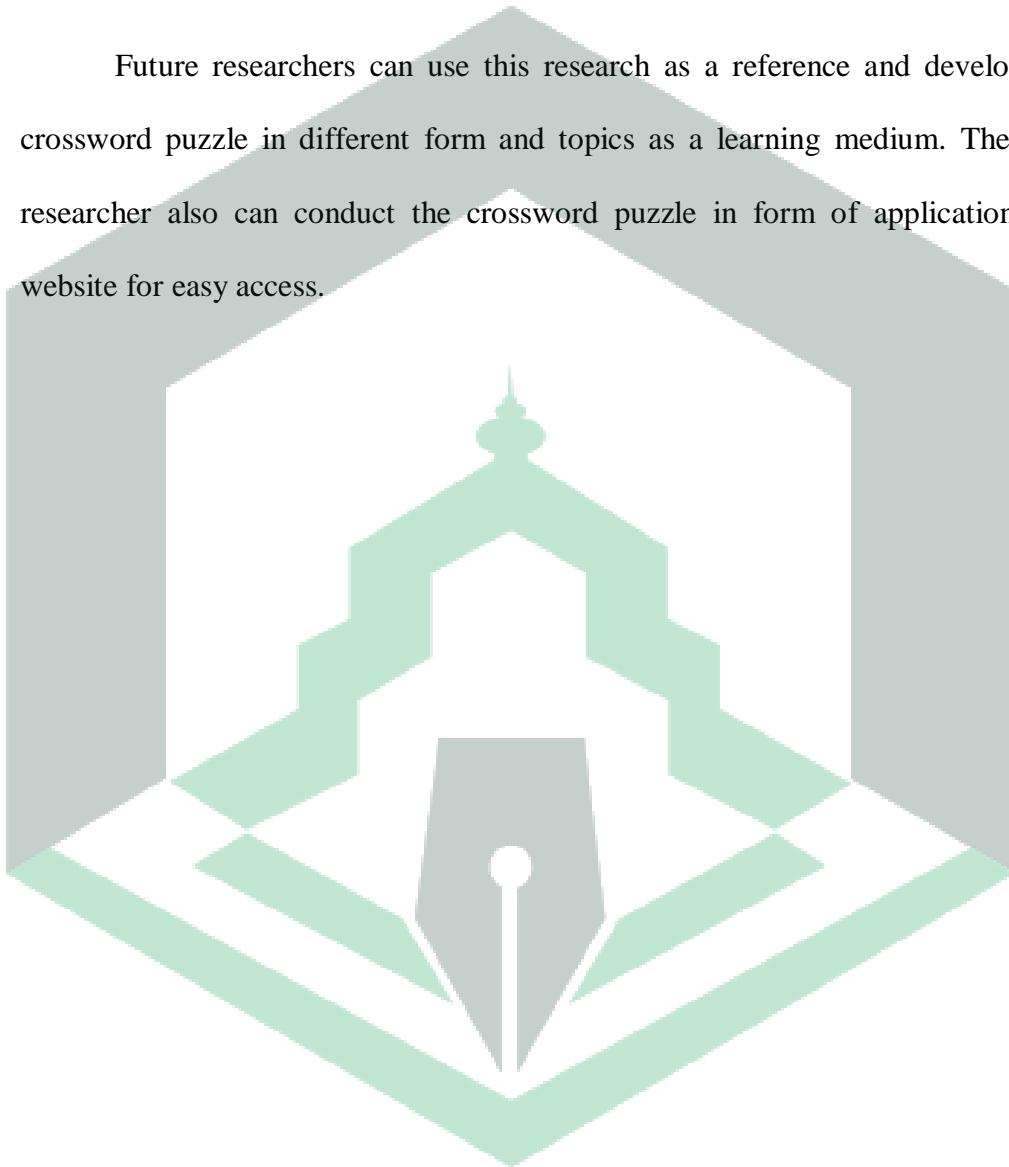 Future researchers can use this research as a reference and develo
crossword puzzle in different form and topics as a learning medium. The
researcher also can conduct the crossword puzzle in form of application
website for easy access.